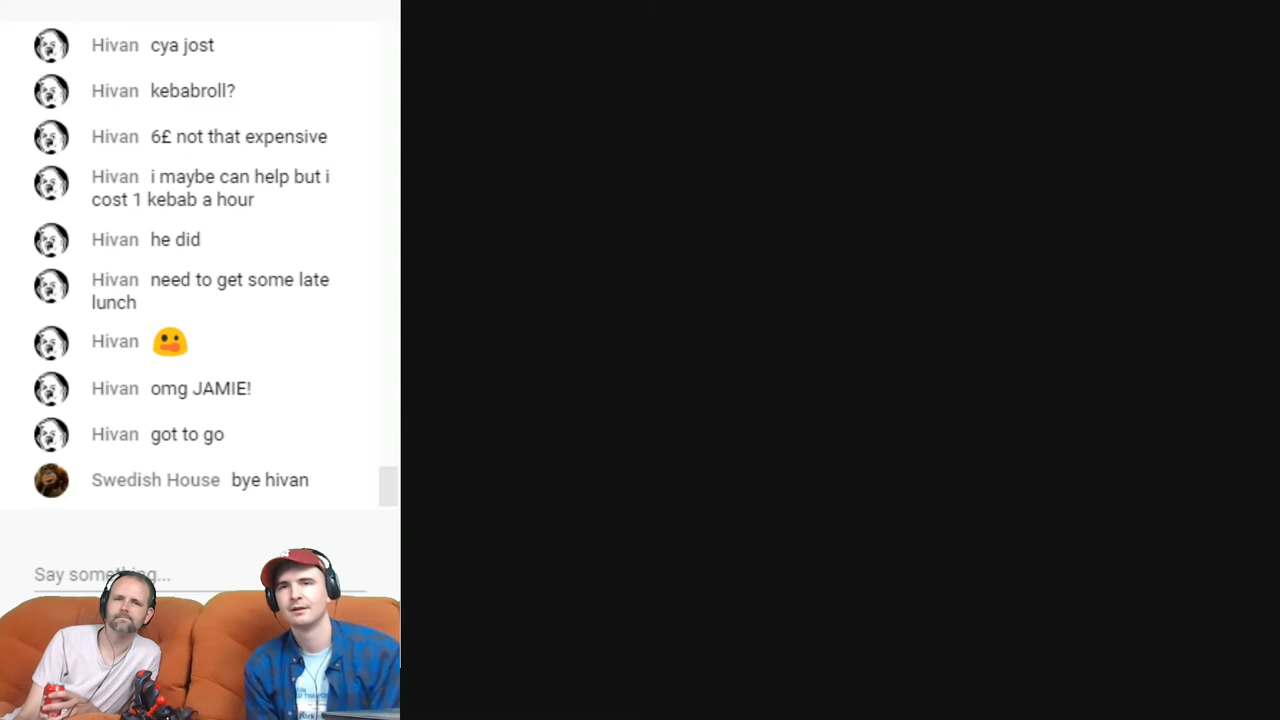 Hivan cya jost
Hivan kebabroll?
Hivan 6£ not that expensive
Hivan i maybe can help but i
cost 1 kebab a hour
Hivan he did
Hivan need to get some late
lunch
Hivan
Hivan omg JAMIE!
Hivan got to go
Swedish House bye hivan
Say something...